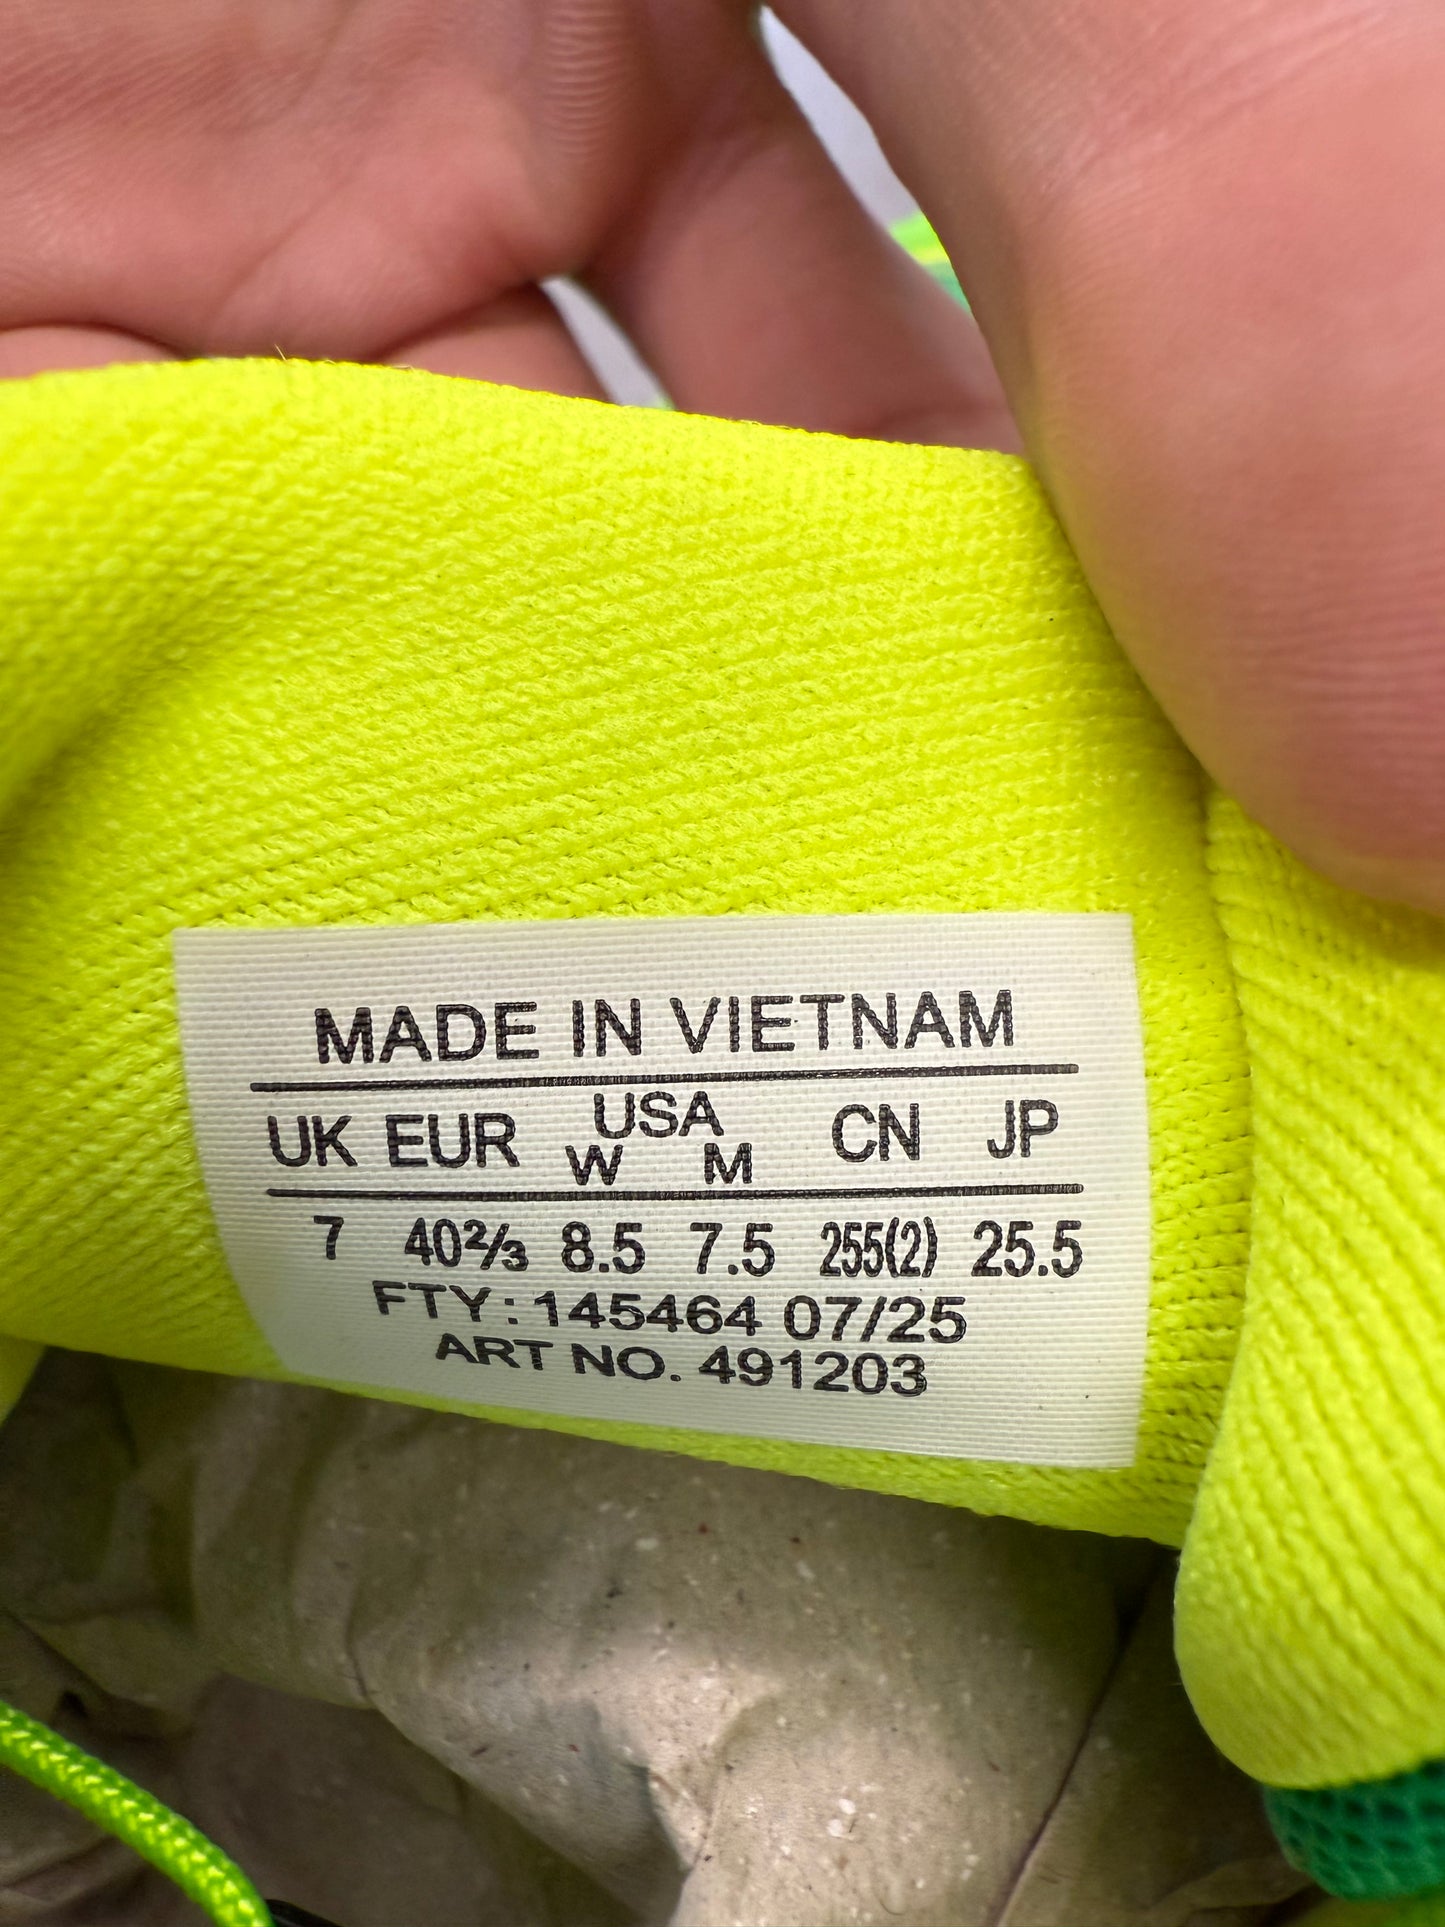 MADE IN VIETNAM
UK EUR USA CN JP
W M
7 40⅔ 8.5 7.5 255(2) 25.5
FTY: 145464 07/25
ART NO. 491203